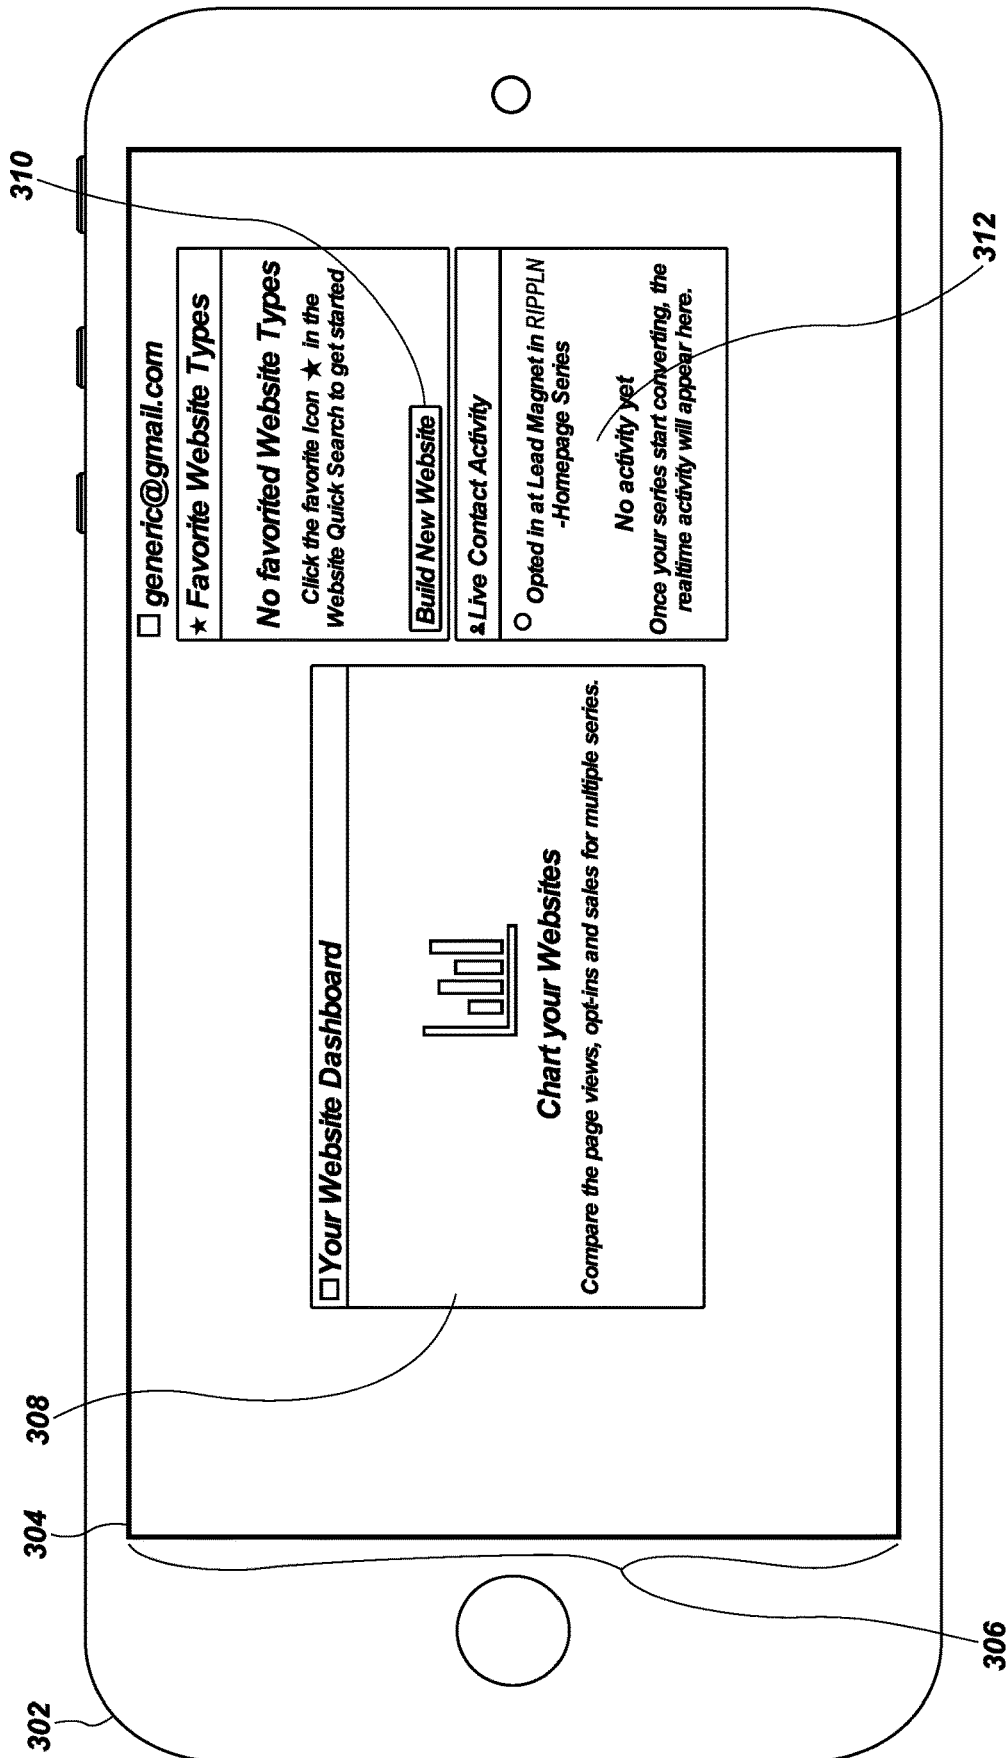 302
304
308
310
☐ Your Website Dashboard
Chart your Websites
Compare the page views, opt-ins and sales for multiple series.
☐ generic@gmail.com
★ Favorite Website Types
No favorited Website Types
Click the favorite Icon ★ in the
Website Quick Search to get started
Build New Website
Live Contact Activity
Opted in at Lead Magnet in RIPPLN
-Homepage Series
No activity yet
Once your series start converting, the
realtime activity will appear here.
306
312